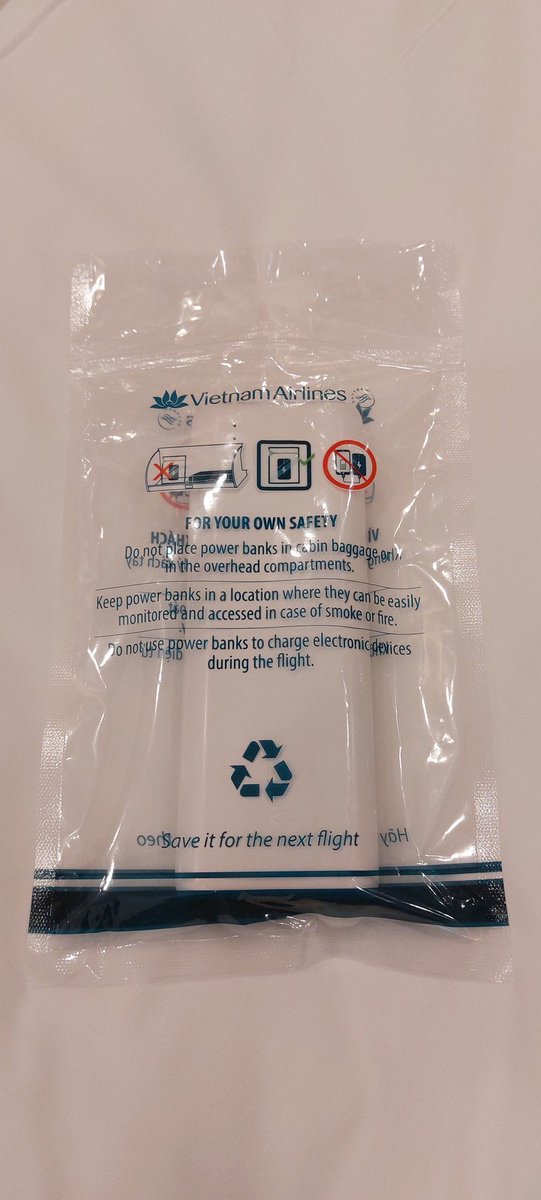 Vietnam Airlines
FOR YOUR OWN SAFETY
Do not place power banks in cabin baggage or
in the overhead compartments.
Keep power banks in a location where they can be easily
monitored and accessed in case of smoke or fire.
Do not use power banks to charge electronic devices
during the flight.
Save it for the next flight